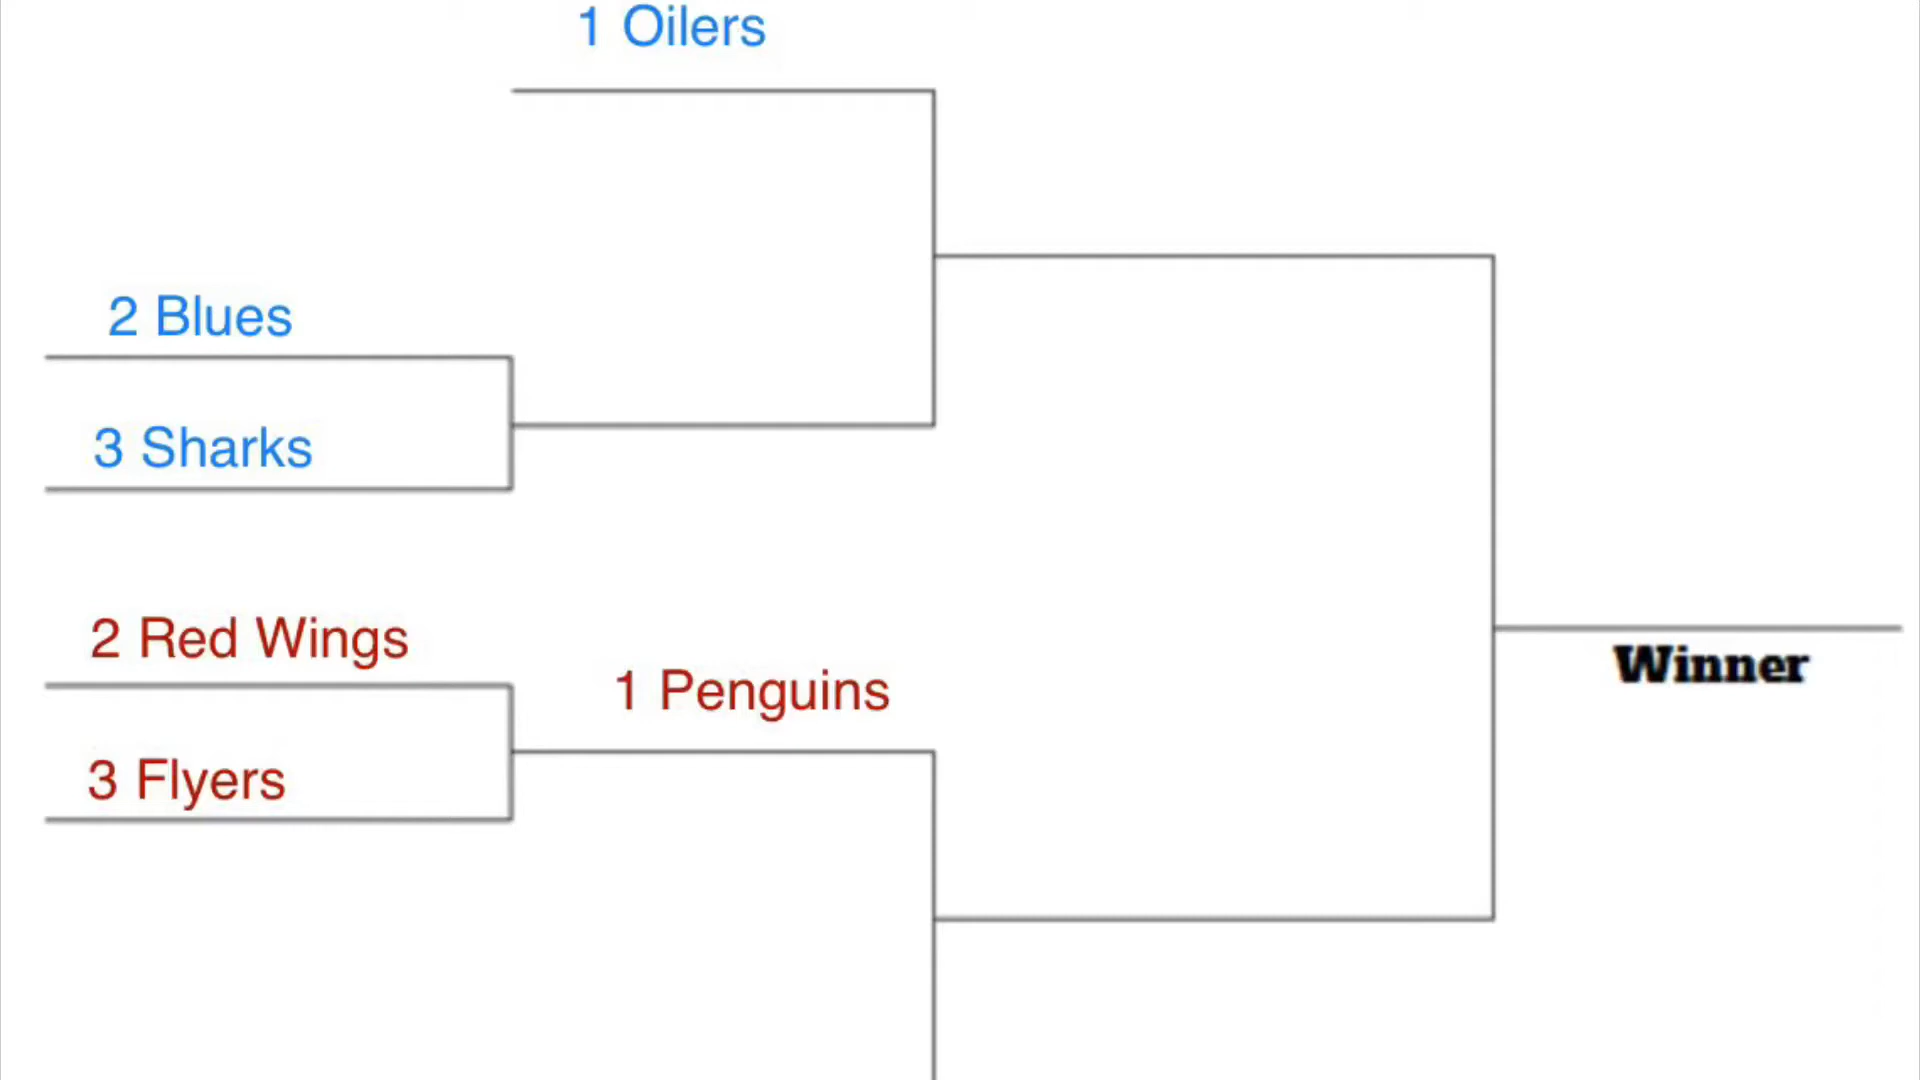 1 Oilers
2 Blues
3 Sharks
2 Red Wings
1 Penguins
3 Flyers
Winner